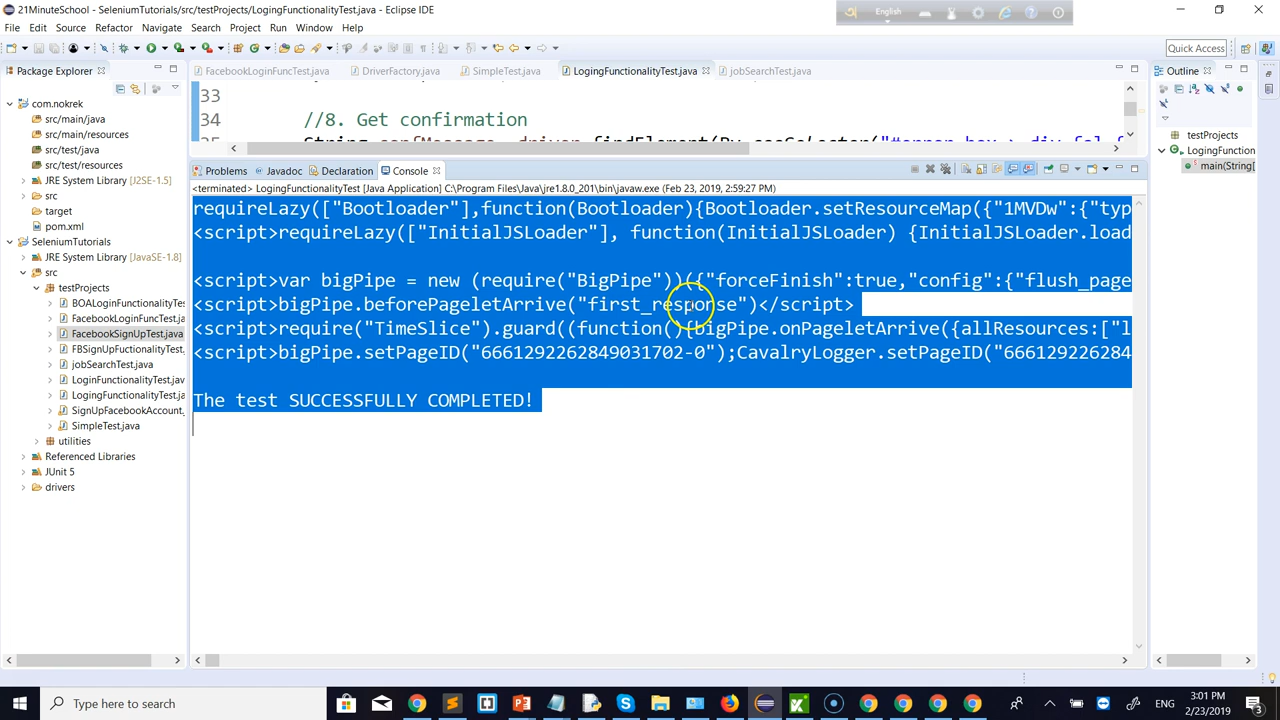 21MinuteSchool - SeleniumTutorials/src/testProjects/LogingFunctionalityTest.java - Eclipse IDE
English
File Edit Source Refactor Navigate Search Project Run Window Help
Quick Access
Package Explorer
FacebookLoginFuncTest.java DriverFactory.java SimpleTest.java LogingFunctionalityTest.java jobSearchTest.java
Outline
com.nokrek
src/main/java
src/main/resources
src/test/java
src/test/resources
JRE System Library [J2SE-1.5]
src
target
pom.xml
SeleniumTutorials
JRE System Library [JavaSE-1.8]
src
testProjects
BOALoginFunctionalityTes
FacebookLoginFuncTest.ja
FacebookSignUpTest.java
FBSignUpFuctionalityTest
jobSearchTest.java
LoginFunctionalityTest.jav
LogingFunctionalityTest.ja
SignUpFacebookAccount.
SimpleTest.java
utilities
Referenced Libraries
JUnit 5
drivers
33
34 //8. Get confirmation
Problems Javadoc Declaration Console
<terminated> LogingFunctionalityTest [Java Application] C:\Program Files\Java\jre1.8.0_201\bin\javaw.exe (Feb 23, 2019, 2:59:27 PM)
requireLazy(["Bootloader"],function(Bootloader){Bootloader.setResourceMap({"1MVDw":{"typ
<script>requireLazy(["InitialJSLoader"], function(InitialJSLoader) {InitialJSLoader.load
<script>var bigPipe = new (require("BigPipe"))({"forceFinish":true,"config":{"flush_page
<script>bigPipe.beforePageletArrive("first_response")</script>
<script>require("TimeSlice").guard((function(){bigPipe.onPageletArrive({allResources:["l
<script>bigPipe.setPageID("6661292262849031702-0");CavalryLogger.setPageID("666129226284
The test SUCCESSFULLY COMPLETED!
testProjects
LogingFunction
main(String[
Type here to search
ENG
3:01 PM
2/23/2019
3